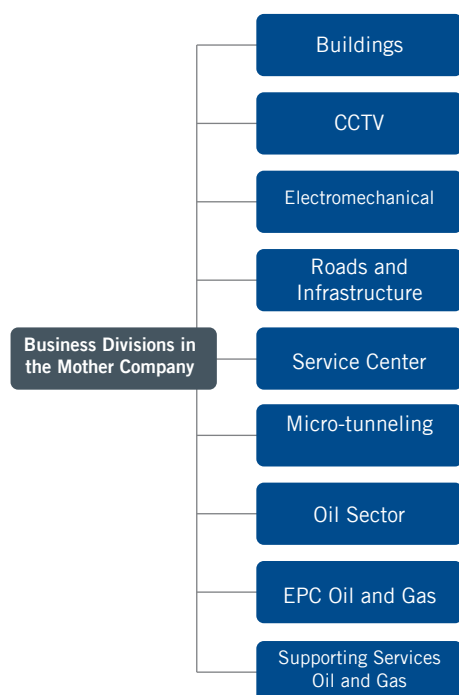 Buildings
CCTV
Electromechanical
Roads and
Infrastructure
Business Divisions in
the Mother Company
Service Center
Micro-tunneling
Oil Sector
EPC Oil and Gas
Supporting Services
Oil and Gas